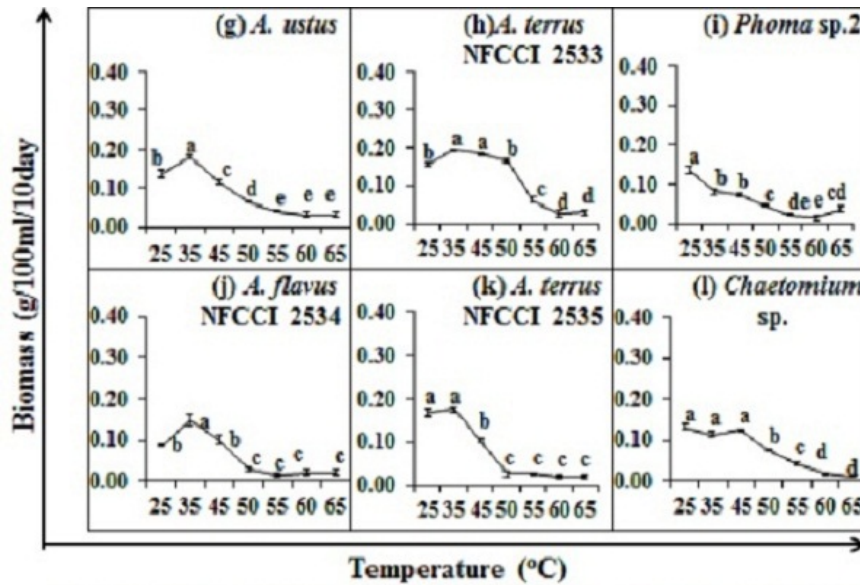 Biomass (g/100ml/10day
(g) A. ustus
0.40
0.30
0.20
0.10
0.00
b a c d e e e
25 35 45 50 55 60 65
(h)A. terrus
NFCCI 2533
0.40
0.30
0.20
0.10
0.00
b a a b c d d
25 35 45 50 55 60 65
(i) Phoma sp.2
0.40
0.30
0.20
0.10
0.00
a b b c de e cd
25 35 45 50 55 60 65
(j) A. flavus
NFCCI 2534
0.40
0.30
0.20
0.10
0.00
b a b c c c c
25 35 45 50 55 60 65
(k) A. terrus
NFCCI 2535
0.40
0.30
0.20
0.10
0.00
a a b c c c c
25 35 45 50 55 60 65
(l) Chaetomium
sp.
0.40
0.30
0.20
0.10
0.00
a a a b c d d
25 35 45 50 55 60 65
Temperature (oC)